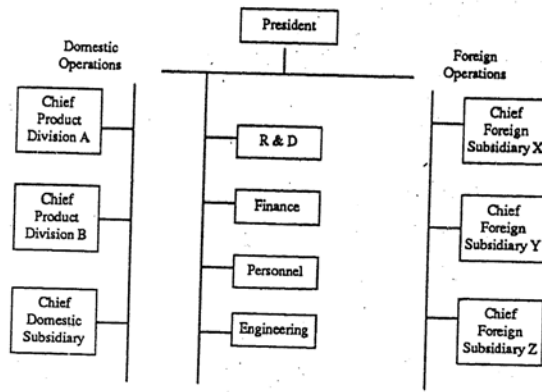 President
Domestic
Operations
Foreign
Operations
Chief
Product
Division A
Chief
Product
Division B
Chief
Domestic
Subsidiary
R & D
Finance
Personnel
Engineering
Chief
Foreign
Subsidiary X
Chief
Foreign
Subsidiary Y
Chief
Foreign
Subsidiary Z